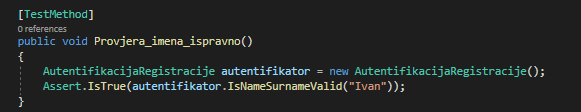 [TestMethod]
0 references
public void Provjera_imena_ispravno()
{
AutentifikacijaRegistracije autentifikator = new AutentifikacijaRegistracije();
Assert.IsTrue(autentifikator.IsNameSurnameValid("Ivan"));
}